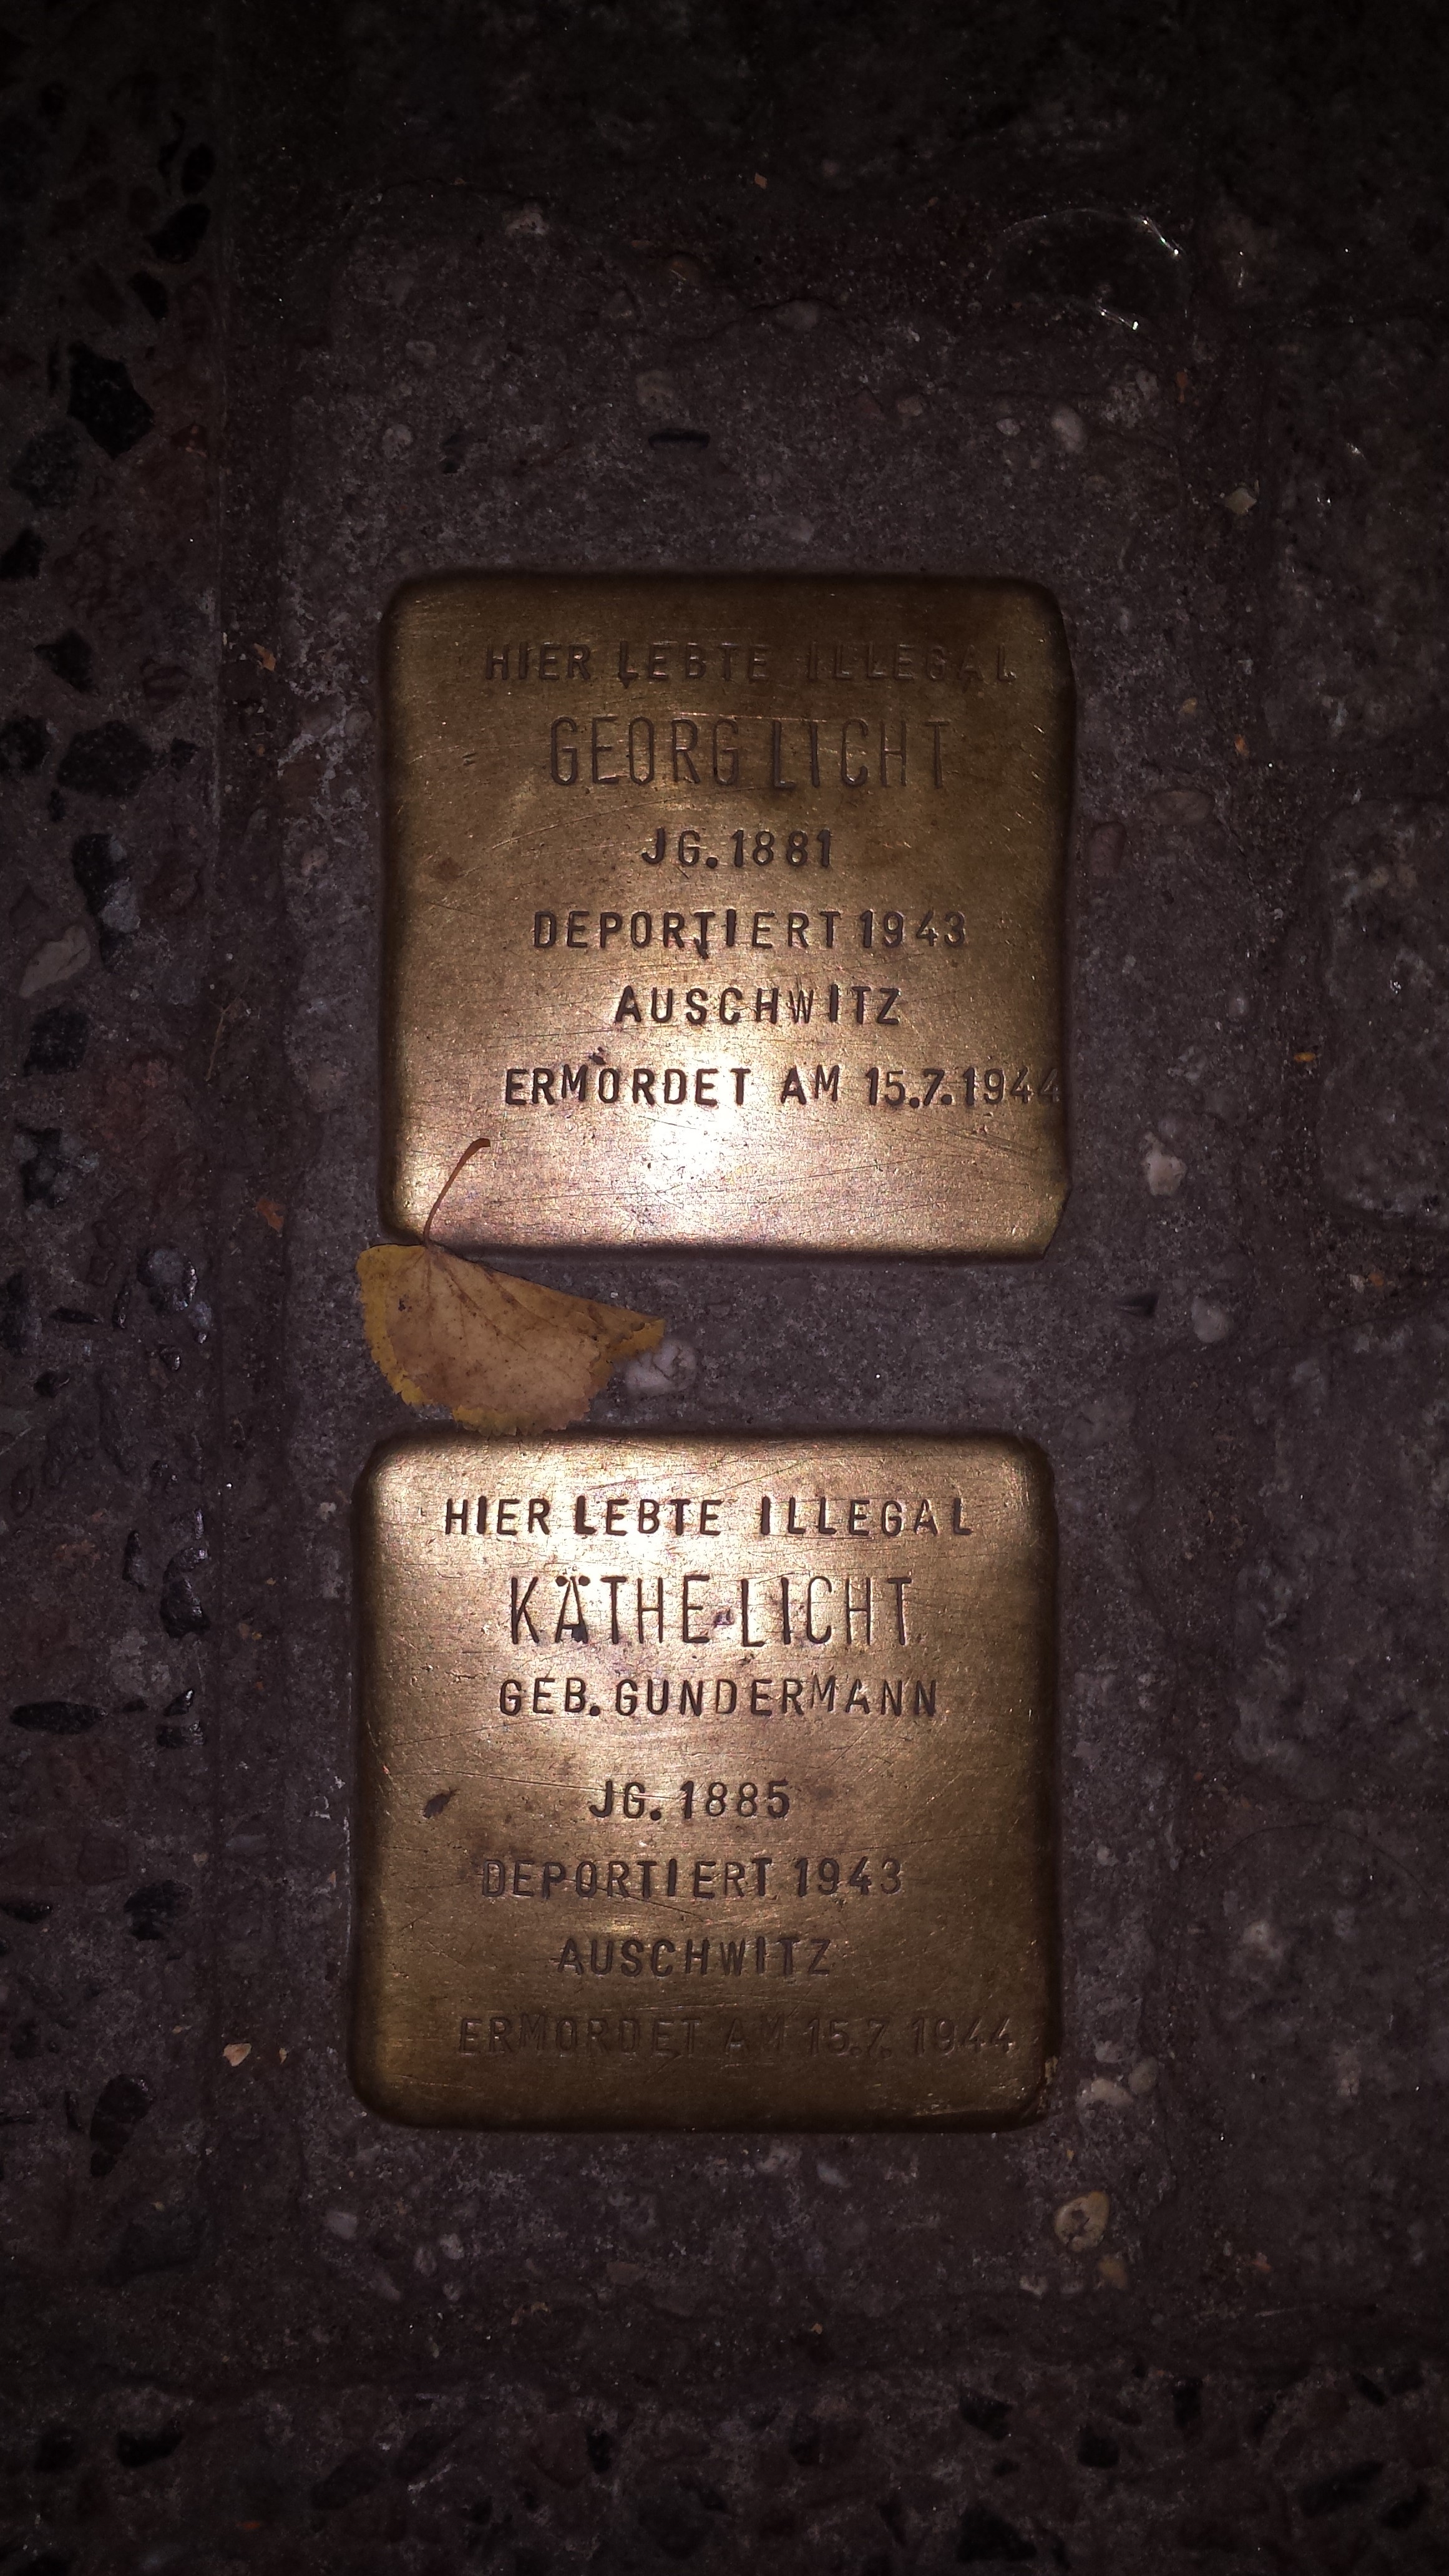 HIER LEBTE ILLEGAL
GEORG LICHT
JG. 1881
DEPORTIERT 1943
AUSCHWITZ
ERMORDET AM 15.7.1944
HIER LEBTE ILLEGAL
KÄTHE LICHT
GEB. GUNDERMANN
JG. 1885
DEPORTIERT 1943
AUSCHWITZ
ERMORDET AM 15.7. 1944